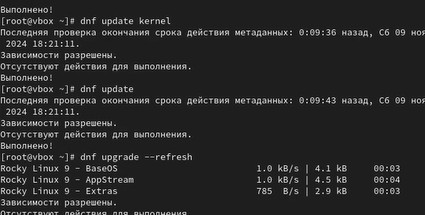 Выполнено!
[root@vbox ~]# dnf update kernel
Последняя проверка окончания срока действия метаданных: 0:09:36 назад, Сб 09 ноя
 2024 18:21:11.
Зависимости разрешены.
Отсутствуют действия для выполнения.
Выполнено!
[root@vbox ~]# dnf update
Последняя проверка окончания срока действия метаданных: 0:09:43 назад, Сб 09 ноя
 2024 18:21:11.
Зависимости разрешены.
Отсутствуют действия для выполнения.
Выполнено!
[root@vbox ~]# dnf upgrade --refresh
Rocky Linux 9 - BaseOS 1.0 kB/s | 4.1 kB 00:03
Rocky Linux 9 - AppStream 1.0 kB/s | 4.5 kB 00:04
Rocky Linux 9 - Extras 785 B/s | 2.9 kB 00:03
Зависимости разрешены.
Отсутствуют действия для выполнения